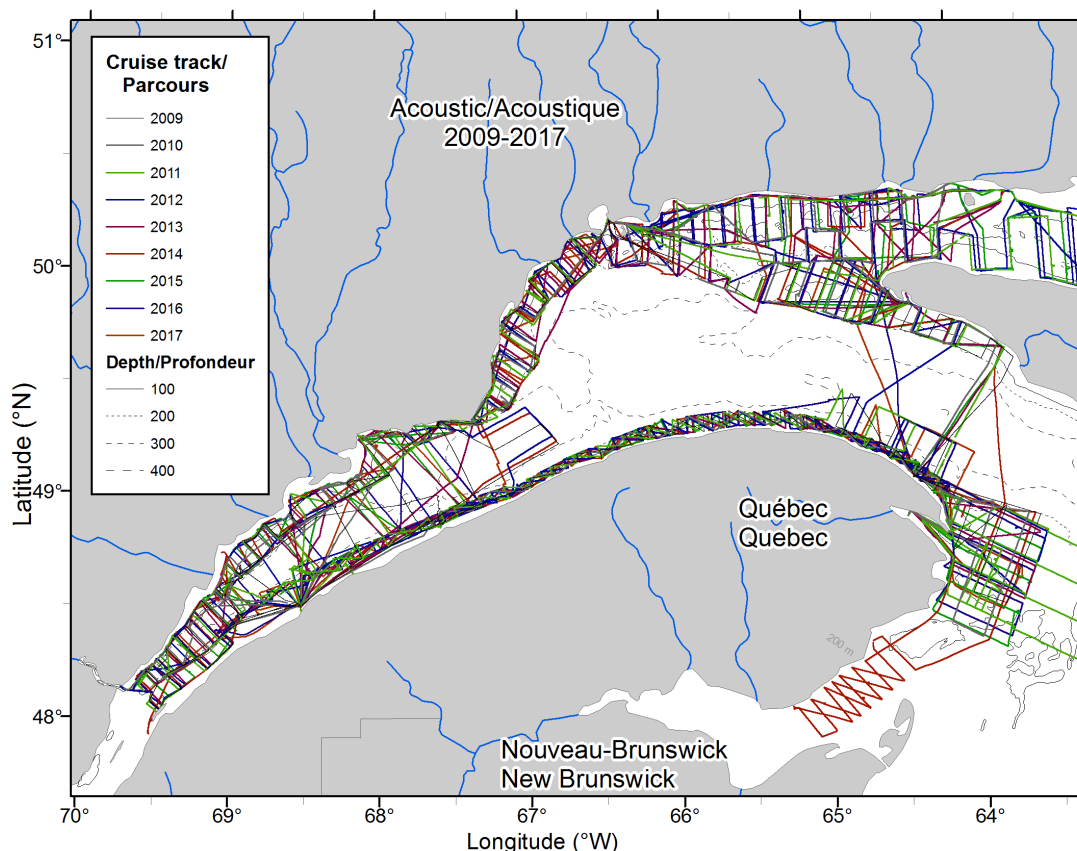 51°
50°
49°
48°
Latitude (°N)
Cruise track/
Parcours
2009
2010
2011
2012
2013
2014
2015
2016
2017
Depth/Profondeur
100
200
300
400
Acoustic/Acoustique
2009-2017
Québec
Quebec
200 m
Nouveau-Brunswick
New Brunswick
70°
69°
68°
67°
66°
65°
64°
Longitude (°W)